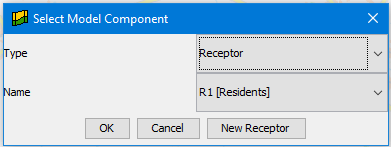 Select Model Component
Type Receptor
Name R1 [Residents]
OK Cancel New Receptor